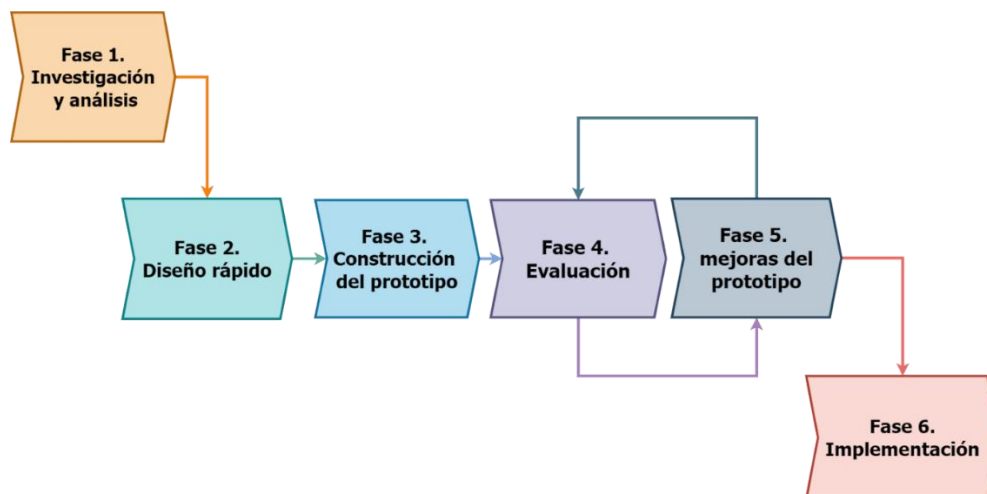 Fase 1.
Investigación
y análisis
Fase 2.
Diseño rápido
Fase 3.
Construcción
del prototipo
Fase 4.
Evaluación
Fase 5.
mejoras del
prototipo
Fase 6.
Implementación